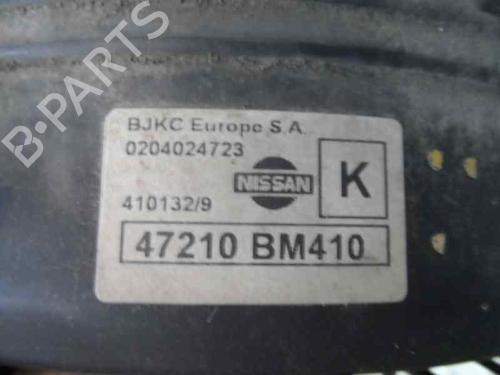 BJKC Europe S.A.
0204024723
NISSAN
K
410132/9
47210 BM410
B-PARTS